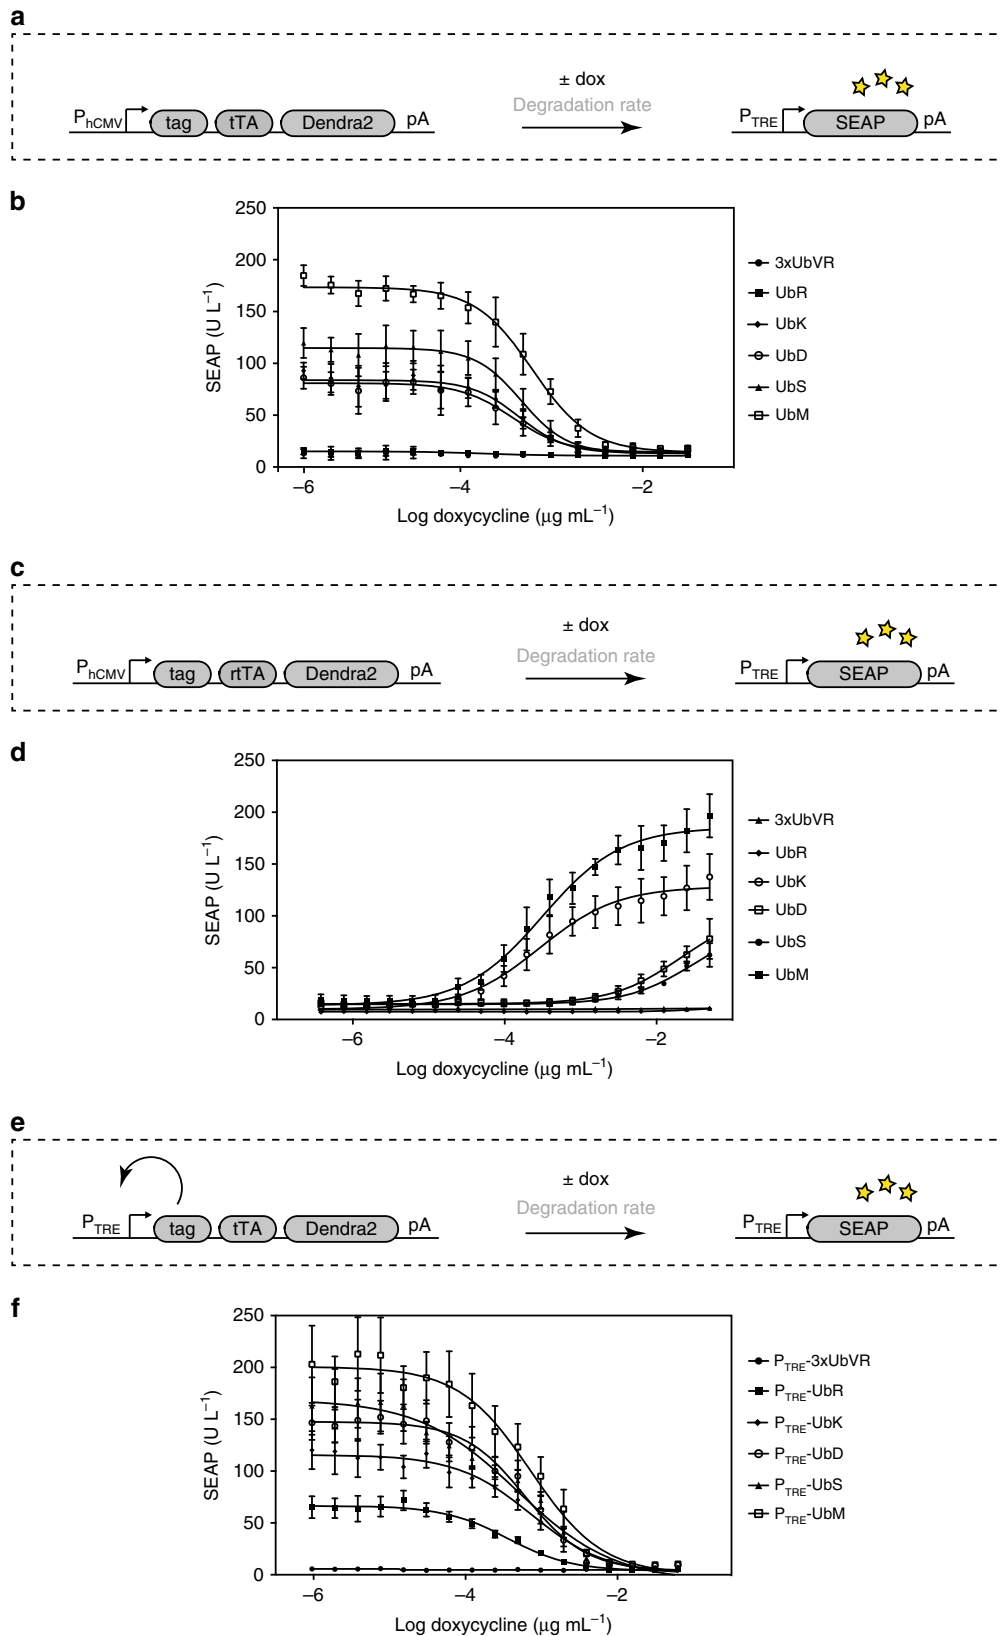 a
± dox
Degradation rate
PhCMV tag tTA Dendra2 pA
PTRE SEAP pA
b
250
200
150
100
50
0
SEAP (U L⁻¹)
−6 −4 −2
Log doxycycline (µg mL⁻¹)
3xUbVR
UbR
UbK
UbD
UbS
UbM
c
± dox
Degradation rate
PhCMV tag rtTA Dendra2 pA
PTRE SEAP pA
d
250
200
150
100
50
0
SEAP (U L⁻¹)
−6 −4 −2
Log doxycycline (µg mL⁻¹)
3xUbVR
UbR
UbK
UbD
UbS
UbM
e
± dox
Degradation rate
PTRE tag tTA Dendra2 pA
PTRE SEAP pA
f
250
200
150
100
50
0
SEAP (U L⁻¹)
−6 −4 −2
Log doxycycline (µg mL⁻¹)
PTRE-3xUbVR
PTRE-UbR
PTRE-UbK
PTRE-UbD
PTRE-UbS
PTRE-UbM